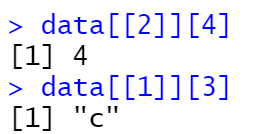 > data[[2]][4]
[1] 4
> data[[1]][3]
[1] "c"